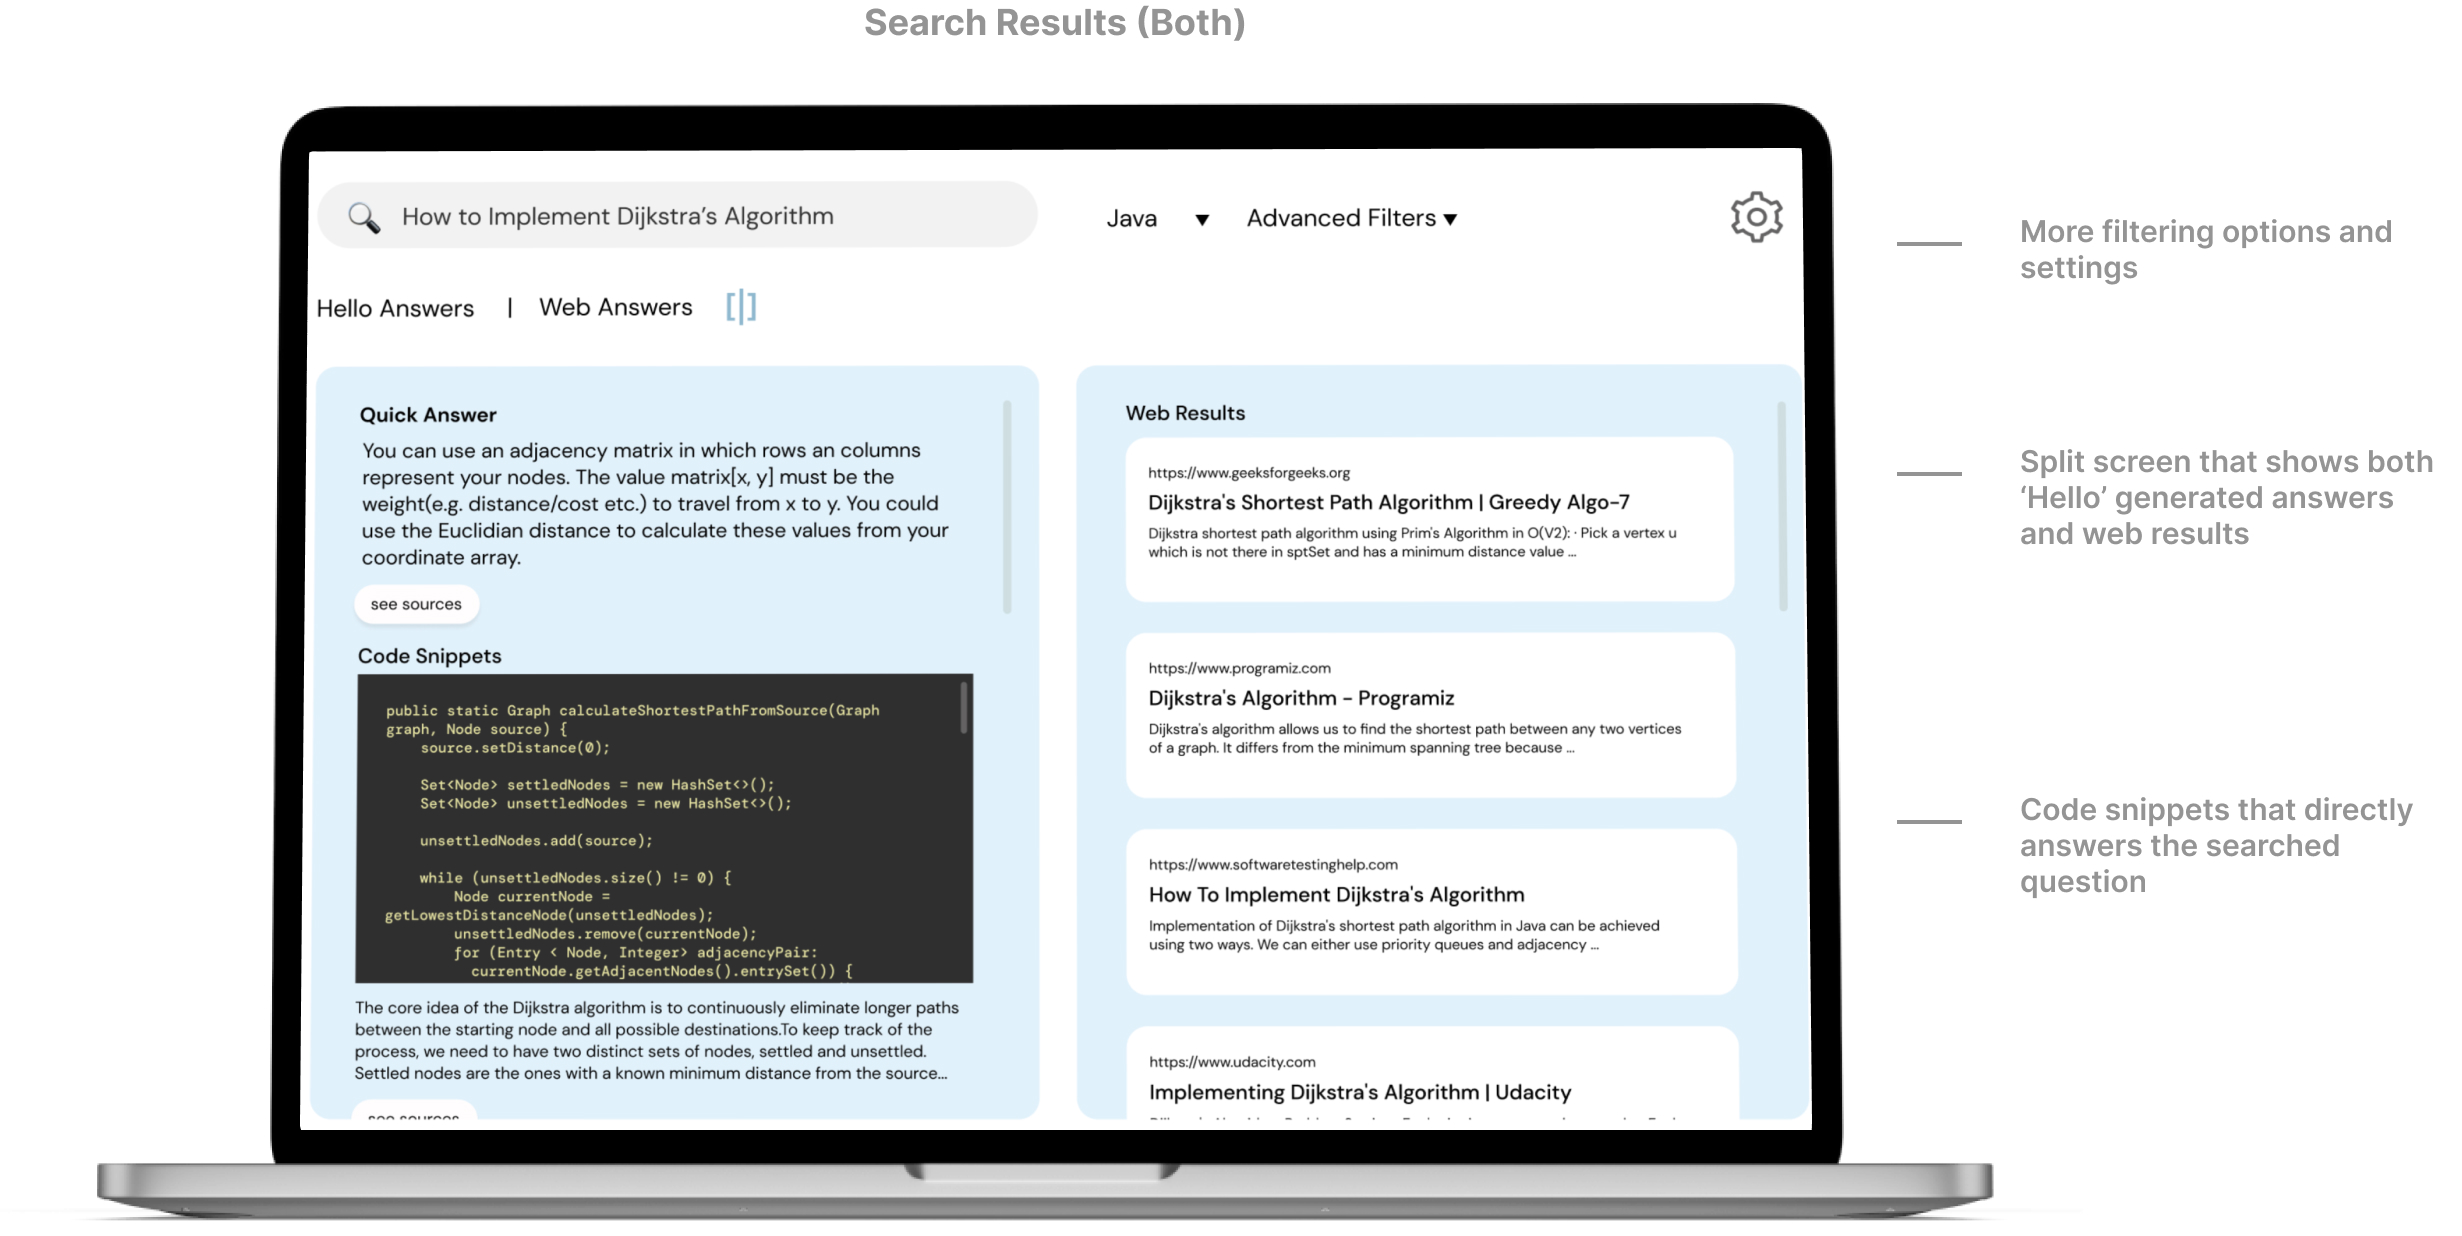 Search Results (Both)
How to Implement Dijkstra's Algorithm
Java
Advanced Filters
Hello Answers | Web Answers [|]
Quick Answer
You can use an adjacency matrix in which rows an columns
represent your nodes. The value matrix[x, y] must be the
weight(e.g. distance/cost etc.) to travel from x to y. You could
use the Euclidian distance to calculate these values from your
coordinate array.
see sources
Code Snippets
public static Graph calculateShortestPathFromSource(Graph
graph, Node source) {
    source.setDistance(0);
    Set<Node> settledNodes = new HashSet<>();
    Set<Node> unsettledNodes = new HashSet<>();
    unsettledNodes.add(source);
    while (unsettledNodes.size() != 0) {
        Node currentNode =
getLowestDistanceNode(unsettledNodes);
        unsettledNodes.remove(currentNode);
        for (Entry < Node, Integer> adjacencyPair:
          currentNode.getAdjacentNodes().entrySet()) {
The core idea of the Dijkstra algorithm is to continuously eliminate longer paths
between the starting node and all possible destinations.To keep track of the
process, we need to have two distinct sets of nodes, settled and unsettled.
Settled nodes are the ones with a known minimum distance from the source...
see sources
Web Results
https://www.geeksforgeeks.org
Dijkstra's Shortest Path Algorithm | Greedy Algo-7
Dijkstra shortest path algorithm using Prim's Algorithm in O(V2): · Pick a vertex u
which is not there in sptSet and has a minimum distance value ...
https://www.programiz.com
Dijkstra's Algorithm - Programiz
Dijkstra's algorithm allows us to find the shortest path between any two vertices
of a graph. It differs from the minimum spanning tree because ...
https://www.softwaretestinghelp.com
How To Implement Dijkstra's Algorithm
Implementation of Dijkstra's shortest path algorithm in Java can be achieved
using two ways. We can either use priority queues and adjacency ...
https://www.udacity.com
Implementing Dijkstra's Algorithm | Udacity
More filtering options and
settings
Split screen that shows both
‘Hello’ generated answers
and web results
Code snippets that directly
answers the searched
question